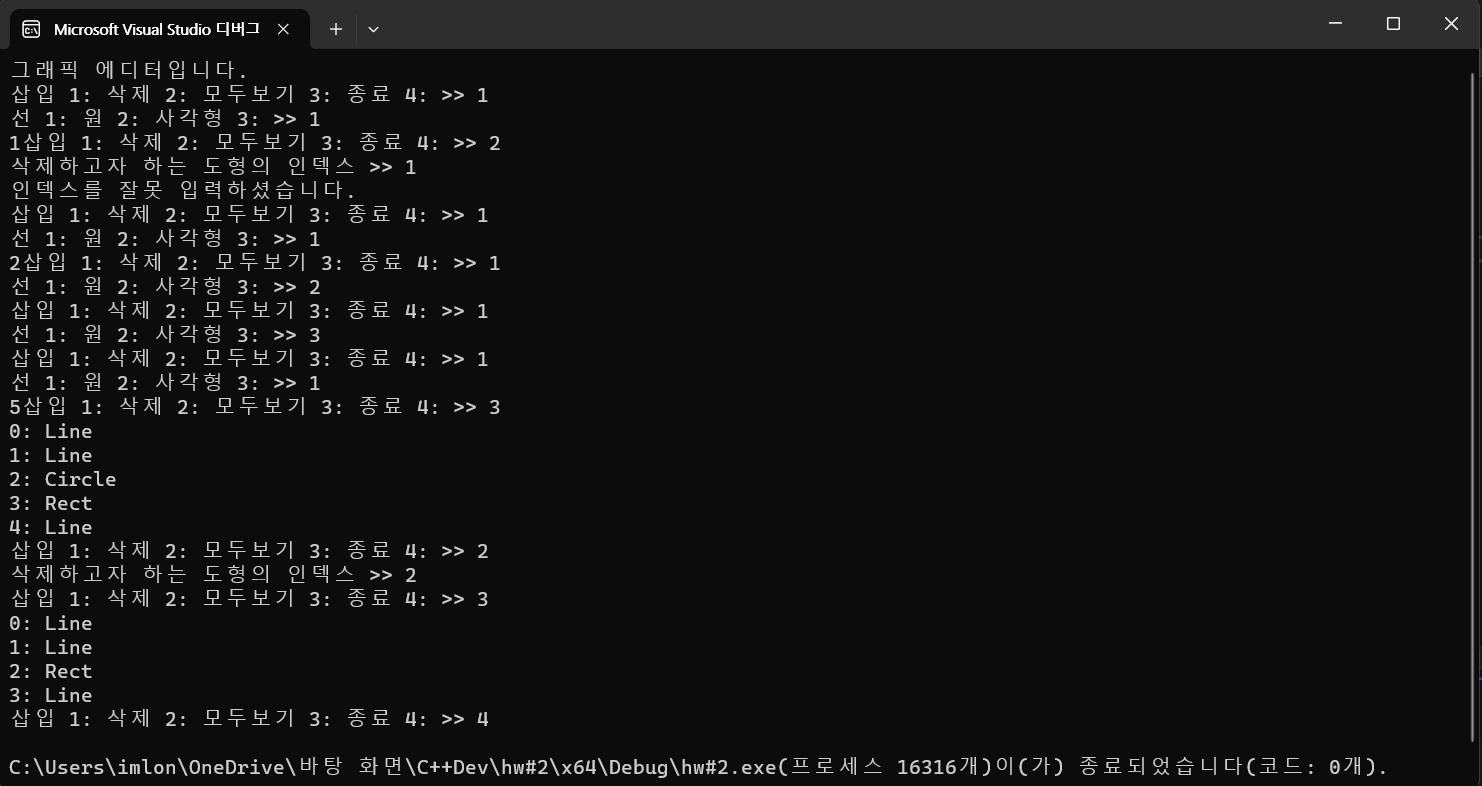 Microsoft Visual Studio 디버그
그래픽 에디터입니다.
삽입 1: 삭제 2: 모두보기 3: 종료 4: >> 1
선 1: 원 2: 사각형 3: >> 1
1삽입 1: 삭제 2: 모두보기 3: 종료 4: >> 2
삭제하고자 하는 도형의 인덱스 >> 1
인덱스를 잘못 입력하셨습니다.
삽입 1: 삭제 2: 모두보기 3: 종료 4: >> 1
선 1: 원 2: 사각형 3: >> 1
2삽입 1: 삭제 2: 모두보기 3: 종료 4: >> 1
선 1: 원 2: 사각형 3: >> 2
삽입 1: 삭제 2: 모두보기 3: 종료 4: >> 1
선 1: 원 2: 사각형 3: >> 3
삽입 1: 삭제 2: 모두보기 3: 종료 4: >> 1
선 1: 원 2: 사각형 3: >> 1
5삽입 1: 삭제 2: 모두보기 3: 종료 4: >> 3
0: Line
1: Line
2: Circle
3: Rect
4: Line
삽입 1: 삭제 2: 모두보기 3: 종료 4: >> 2
삭제하고자 하는 도형의 인덱스 >> 2
삽입 1: 삭제 2: 모두보기 3: 종료 4: >> 3
0: Line
1: Line
2: Rect
3: Line
삽입 1: 삭제 2: 모두보기 3: 종료 4: >> 4
C:\Users\imlon\OneDrive\바탕 화면\C++Dev\hw#2\x64\Debug\hw#2.exe(프로세스 16316개)이(가) 종료되었습니다(코드: 0개).